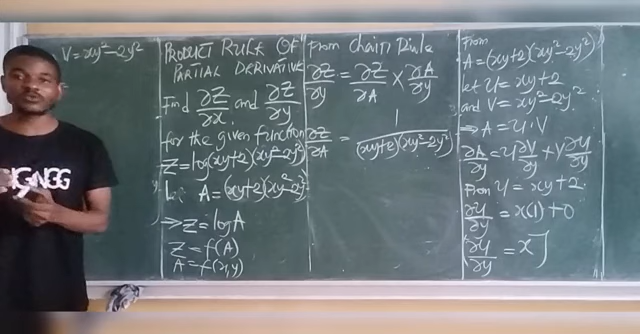 V = xy² - 2y²
PRODUCT RULE OF
PARTIAL DERIVATIVE
Find ∂Z/∂x and ∂Z/∂y
for the given function
Z = log(xy+2)(xy²-2y²)
let A = (xy+2)(xy²-2y²)
⇒ Z = log A
Z = f(A)
A = f(x,y)
From Chain Rule
∂Z/∂y = ∂Z/∂A × ∂A/∂y
∂Z/∂A = 1/(xy+2)(xy²-2y²)
From
A = (xy+2)(xy²-2y²)
let U = xy+2
and V = xy²-2y²
⇒ A = U·V
∂A/∂y = U ∂V/∂y + V ∂U/∂y
From U = xy+2
∂U/∂y = x(1)+0
∂U/∂y = x